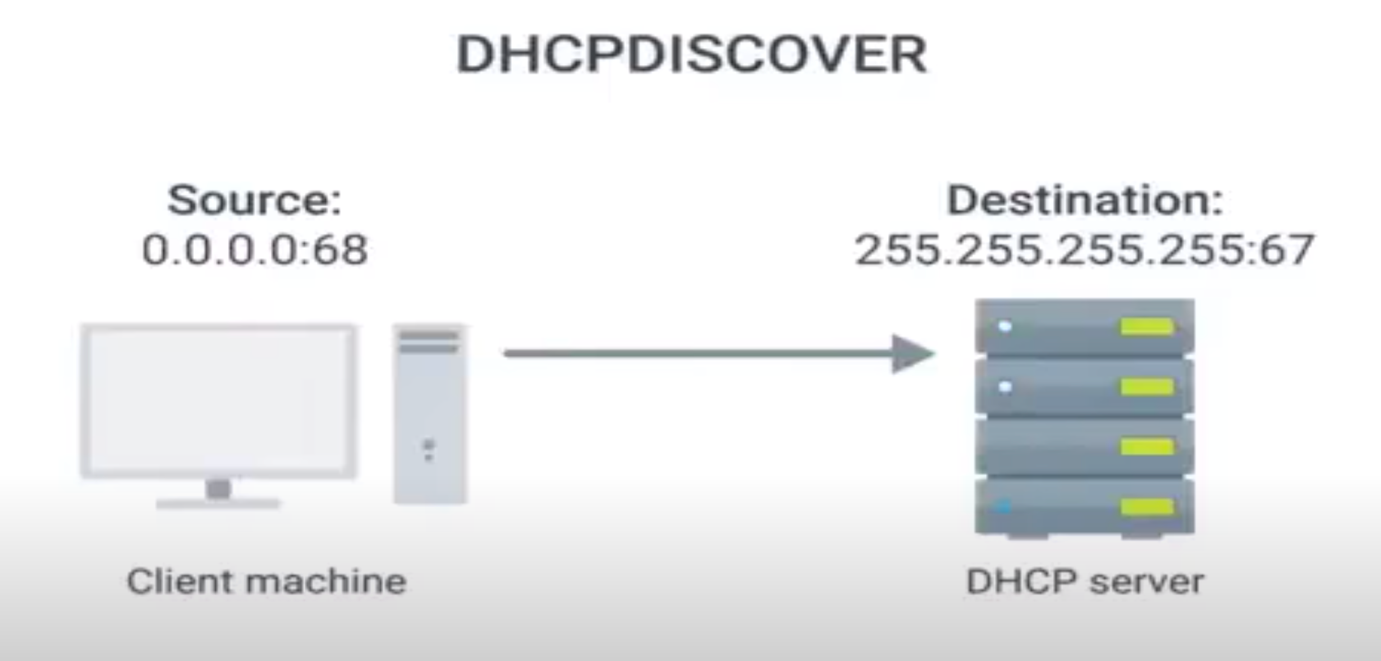 DHCPDISCOVER
Source:
0.0.0.0:68
Destination:
255.255.255.255:67
Client machine
DHCP server